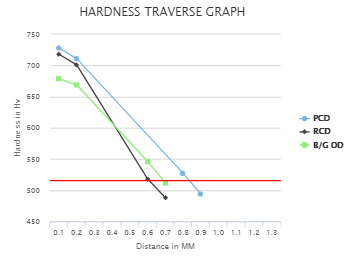 HARDNESS TRAVERSE GRAPH
750
700
650
600
550
500
450
Hardness in Hv
0.1 0.2 0.3 0.4 0.5 0.6 0.7 0.8 0.9 1.0 1.1 1.2 1.3
Distance in MM
PCD
RCD
B/G OD